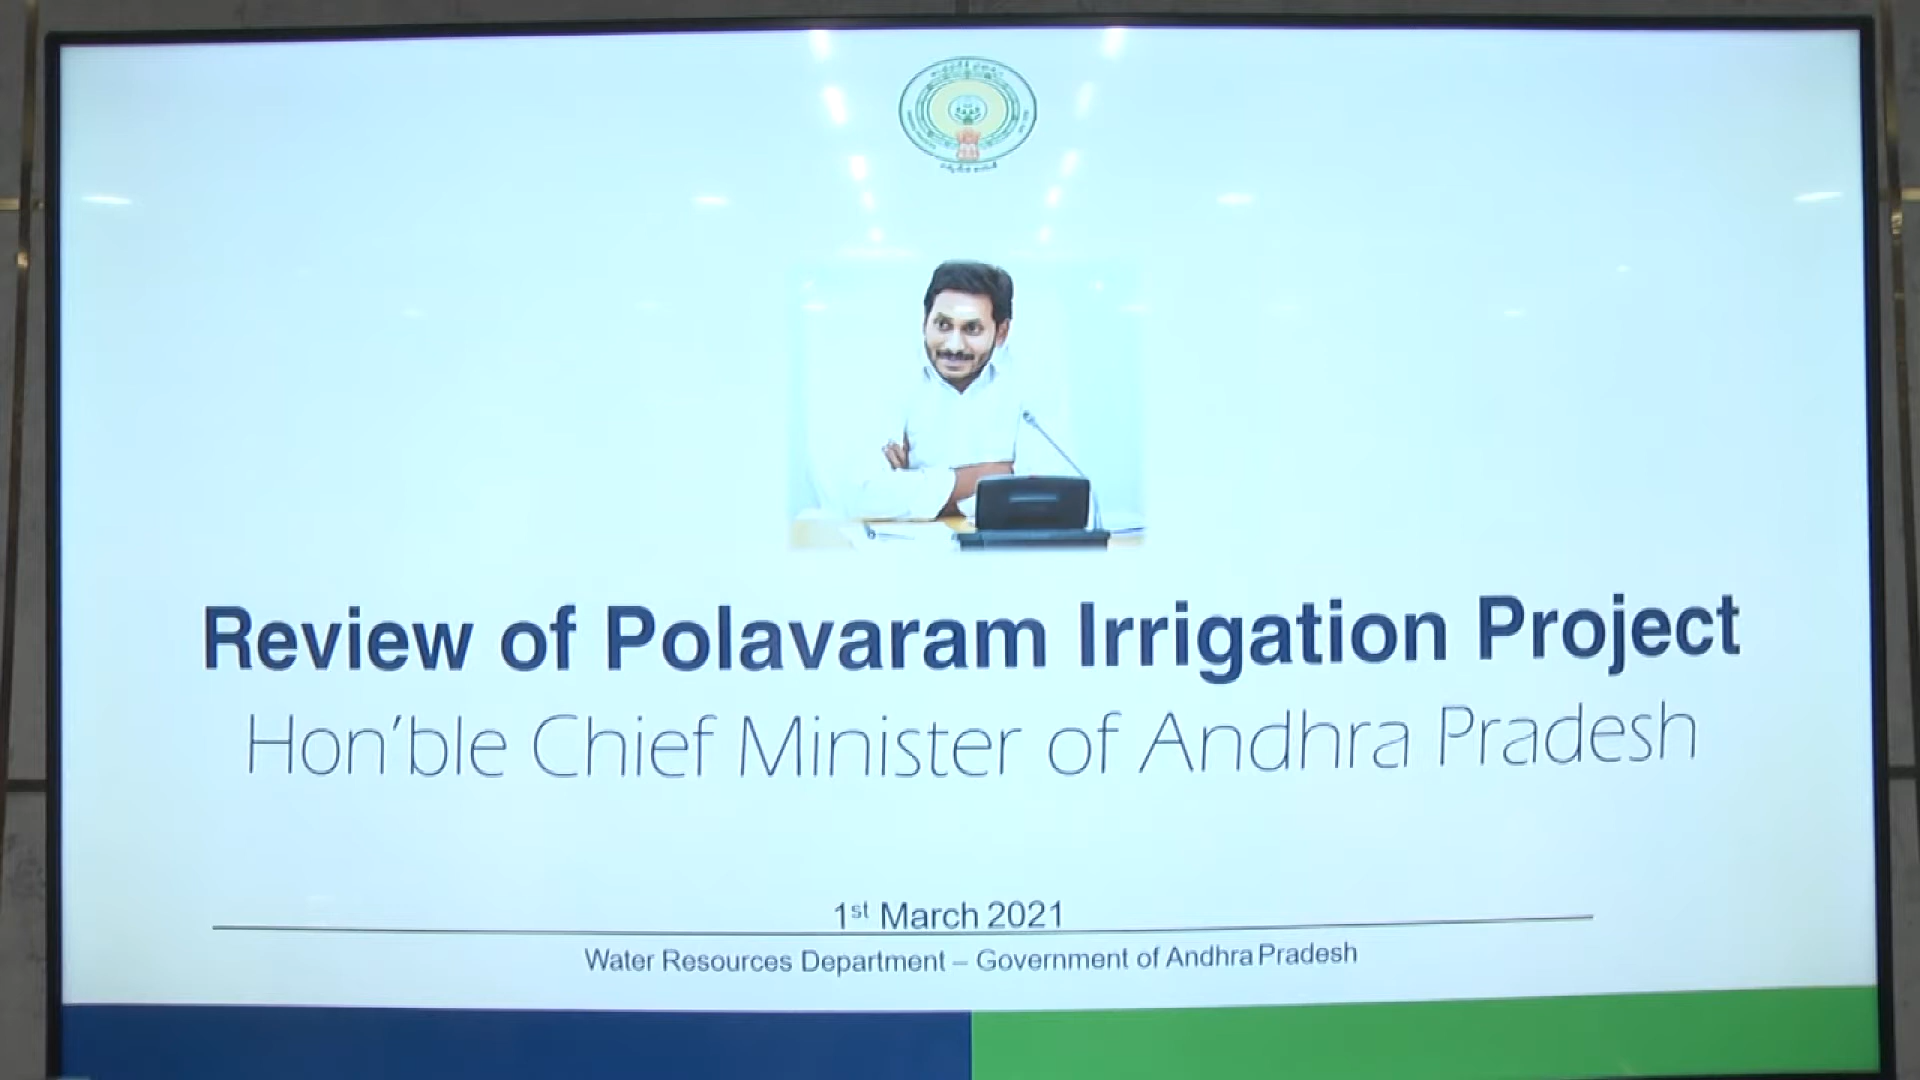 Review of Polavaram Irrigation Project
Hon'ble Chief Minister of Andhra Pradesh
1st March 2021
Water Resources Department – Government of Andhra Pradesh